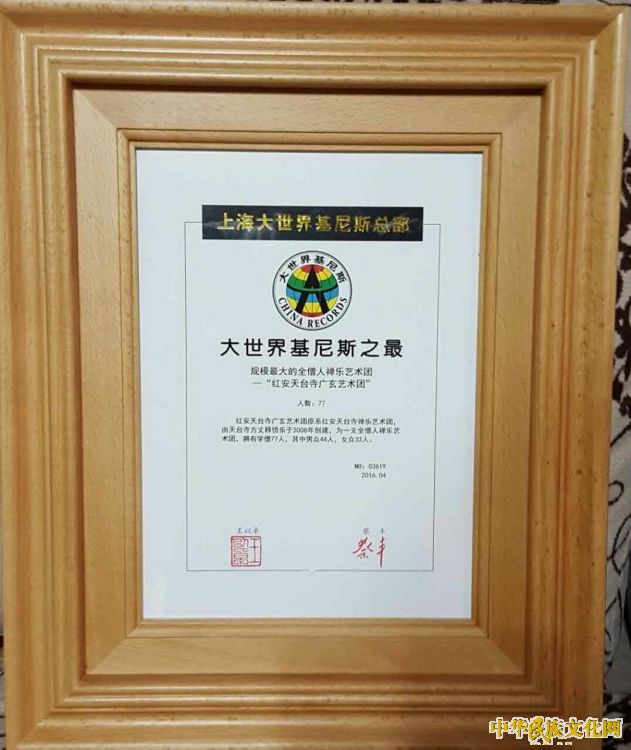 上海大世界基尼斯总部
大世界基尼斯
CHINA RECORDS
大世界基尼斯之最
规模最大的全僧人禅乐艺术团
—“红安天台寺广玄艺术团”
人数：77
红安天台寺广玄艺术团原系红安天台寺禅乐艺术团，
由天台寺方丈释悟乐于2008年创建，为一支全僧人禅乐艺
术团，拥有学僧77人，其中男众44人，女众33人。
NO：03619
2016.04
王以承
蔡 丰
中华民族文化网